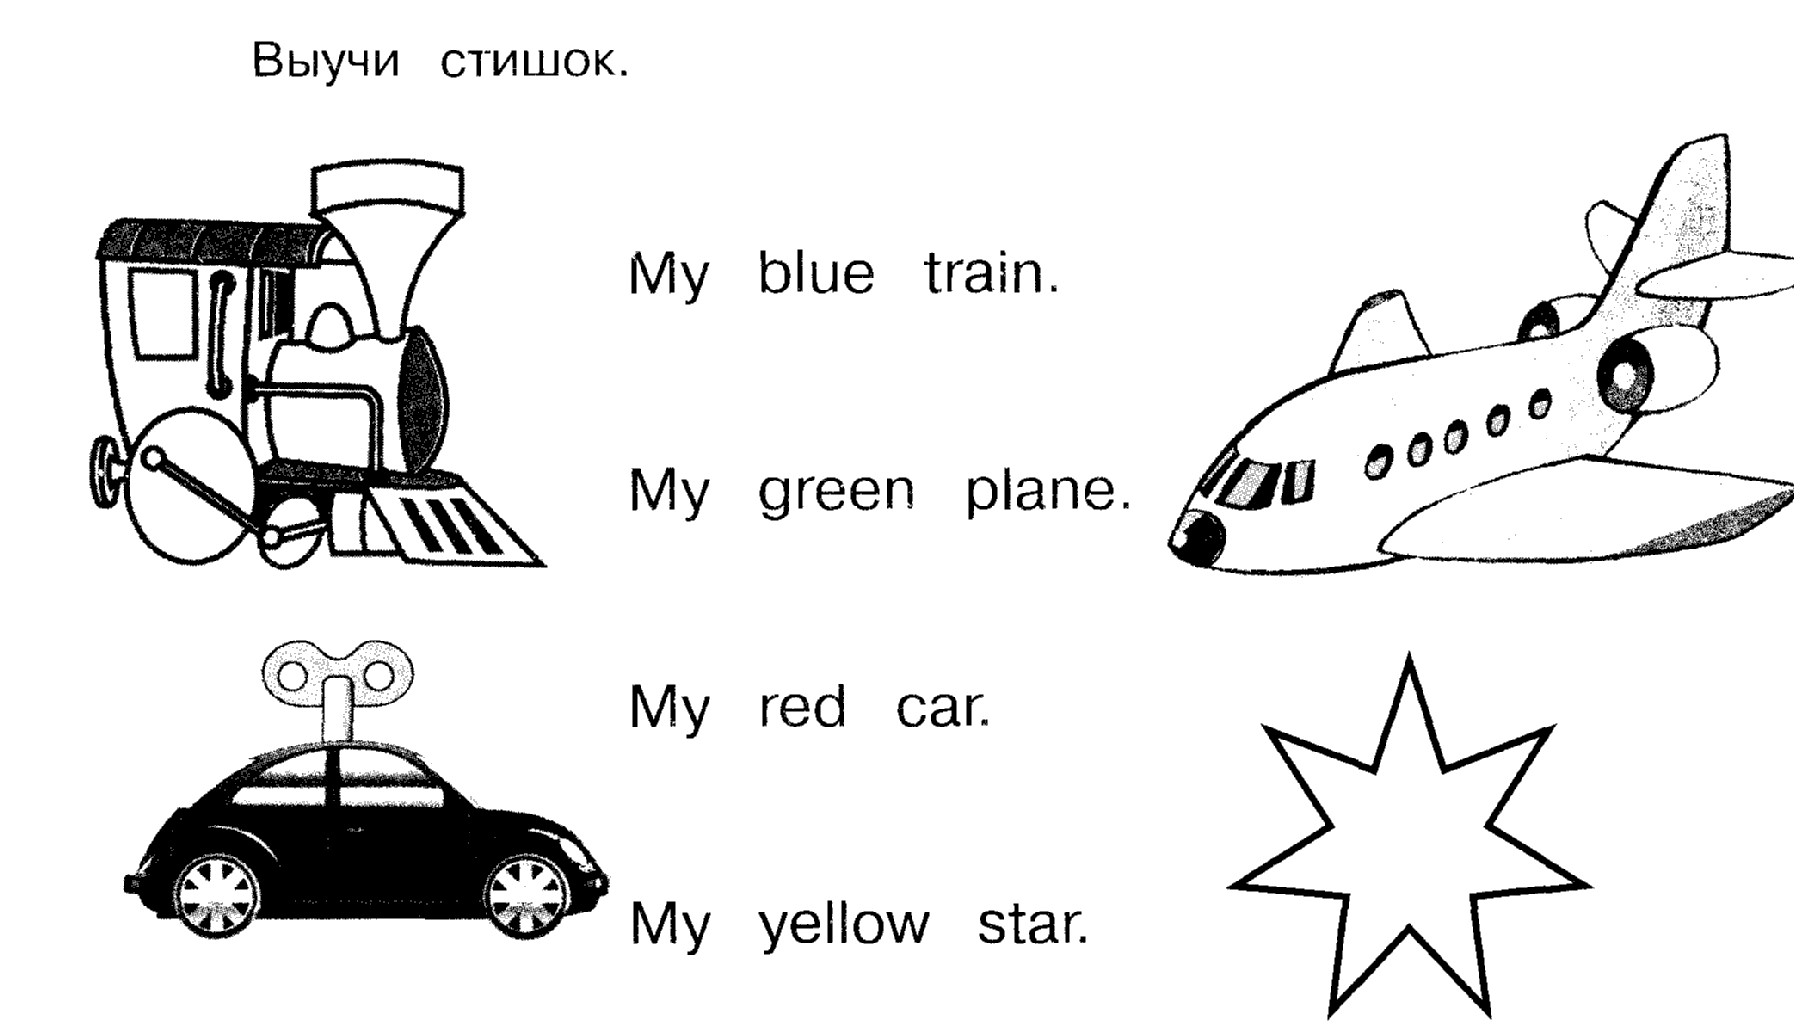 Выучи стишок.
My blue train.
My green plane.
My red car.
My yellow star.